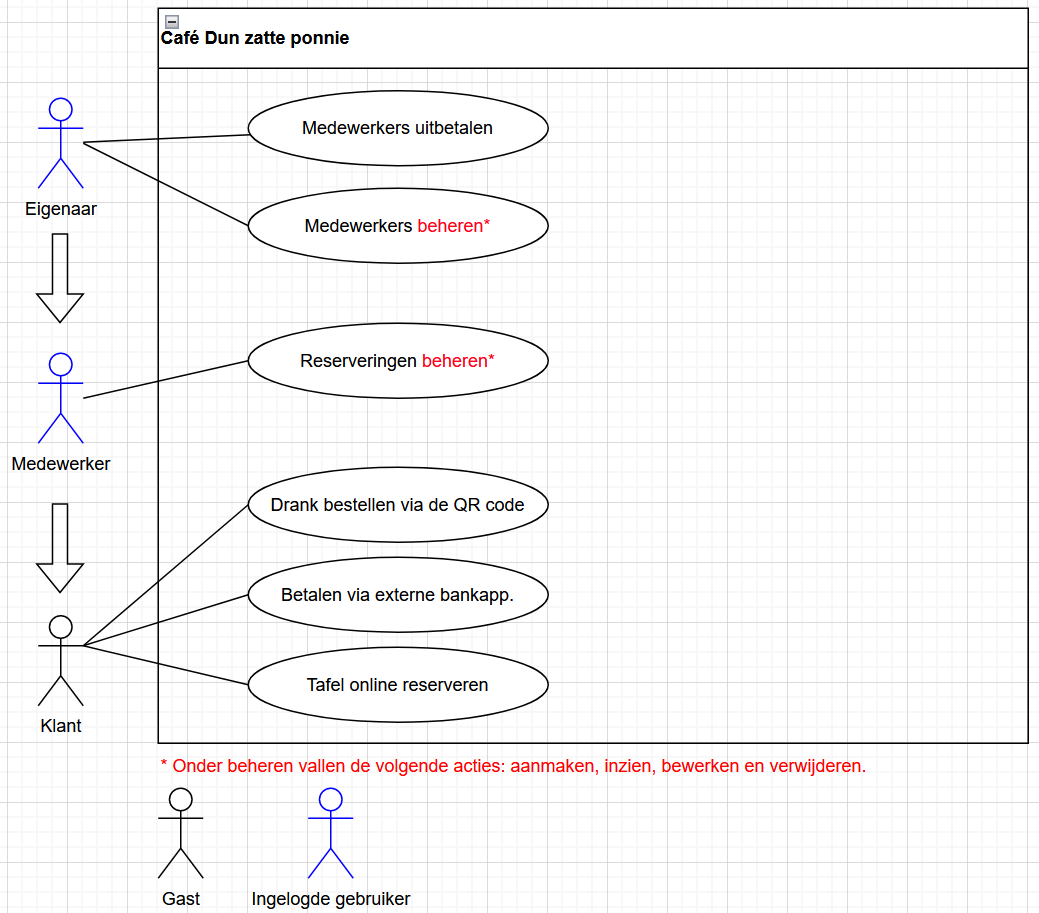 Café Dun zatte ponnie
Medewerkers uitbetalen
Eigenaar
Medewerkers beheren*
Reserveringen beheren*
Medewerker
Drank bestellen via de QR code
Betalen via externe bankapp.
Tafel online reserveren
Klant
* Onder beheren vallen de volgende acties: aanmaken, inzien, bewerken en verwijderen.
Gast
Ingelogde gebruiker